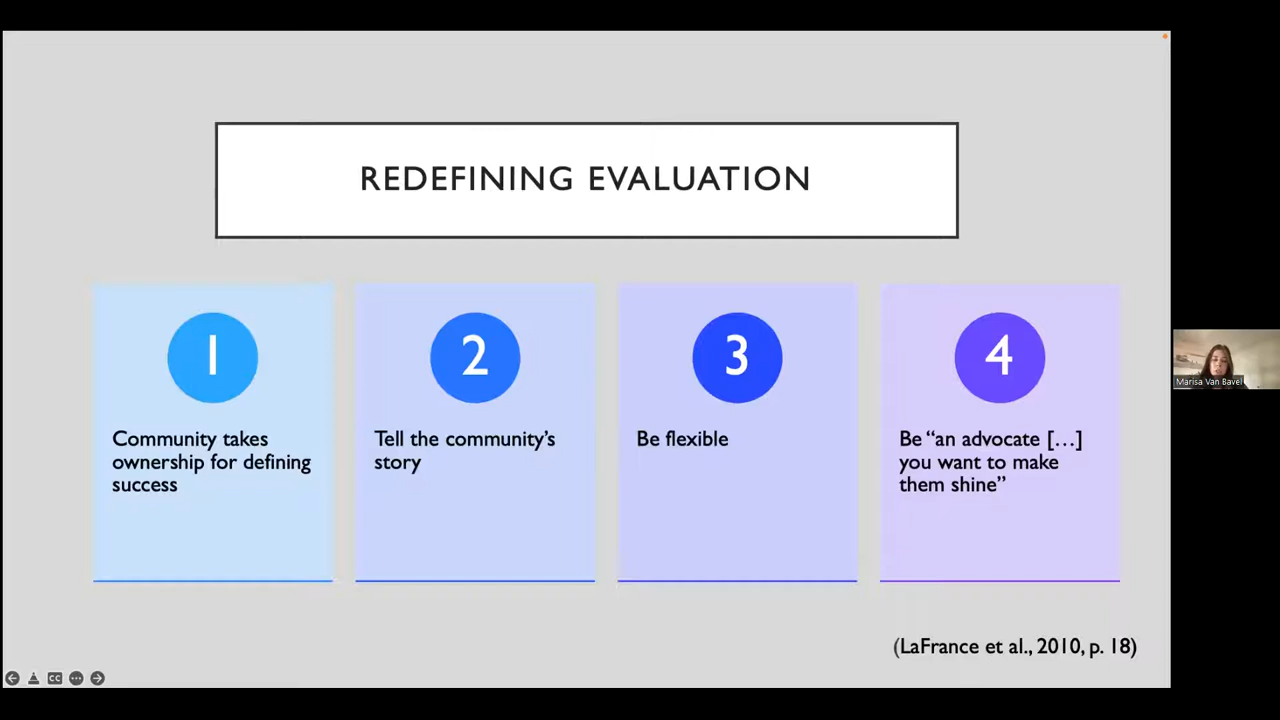 REDEFINING EVALUATION
1
Community takes
ownership for defining
success
2
Tell the community’s
story
3
Be flexible
4
Be “an advocate […]
you want to make
them shine”
(LaFrance et al., 2010, p. 18)
Marisa Van Bavel
CC